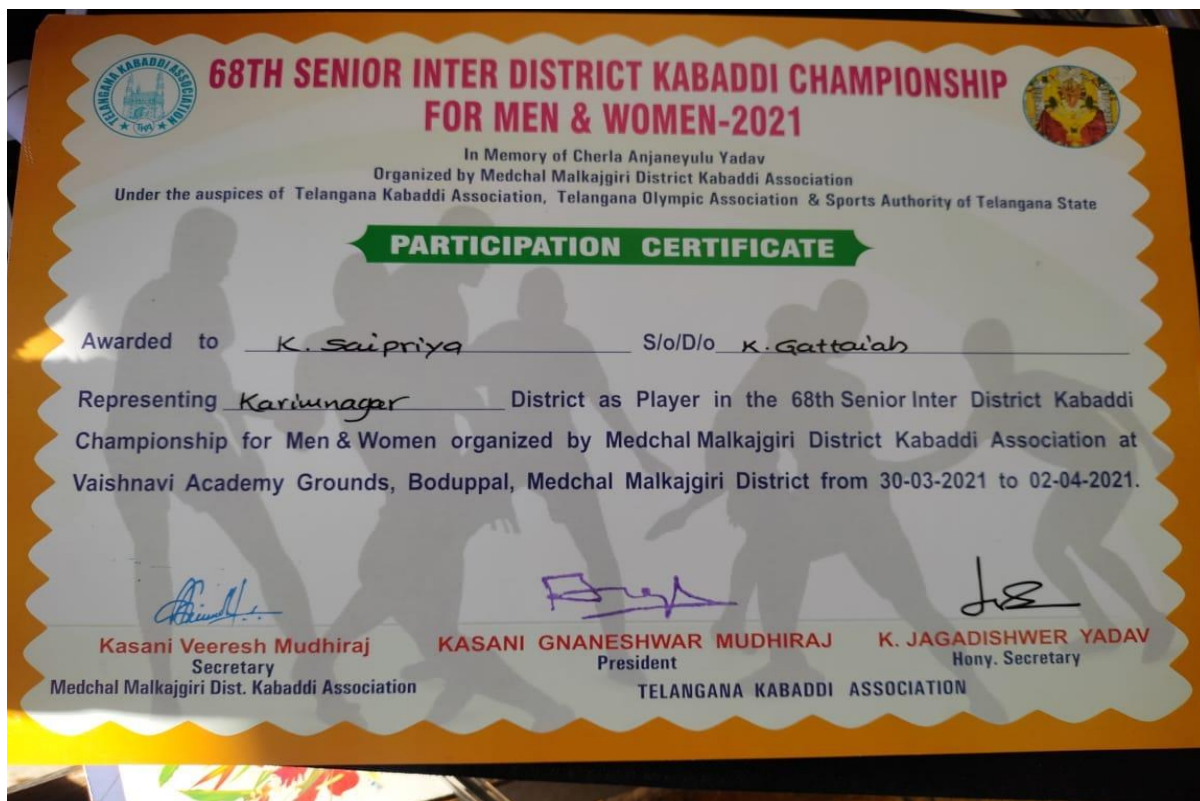 TELANGANA KABADDI ASSOCIATION
TKA
68TH SENIOR INTER DISTRICT KABADDI CHAMPIONSHIP
FOR MEN & WOMEN-2021
In Memory of Cherla Anjaneyulu Yadav
Organized by Medchal Malkajgiri District Kabaddi Association
Under the auspices of Telangana Kabaddi Association, Telangana Olympic Association & Sports Authority of Telangana State
PARTICIPATION CERTIFICATE
Awarded to K. Saipriya S/o/D/o K. Gattaiah
Representing Karimnagar District as Player in the 68th Senior Inter District Kabaddi
Championship for Men & Women organized by Medchal Malkajgiri District Kabaddi Association at
Vaishnavi Academy Grounds, Boduppal, Medchal Malkajgiri District from 30-03-2021 to 02-04-2021.
Kasani Veeresh Mudhiraj KASANI GNANESHWAR MUDHIRAJ K. JAGADISHWER YADAV
Secretary President Hony. Secretary
Medchal Malkajgiri Dist. Kabaddi Association TELANGANA KABADDI ASSOCIATION